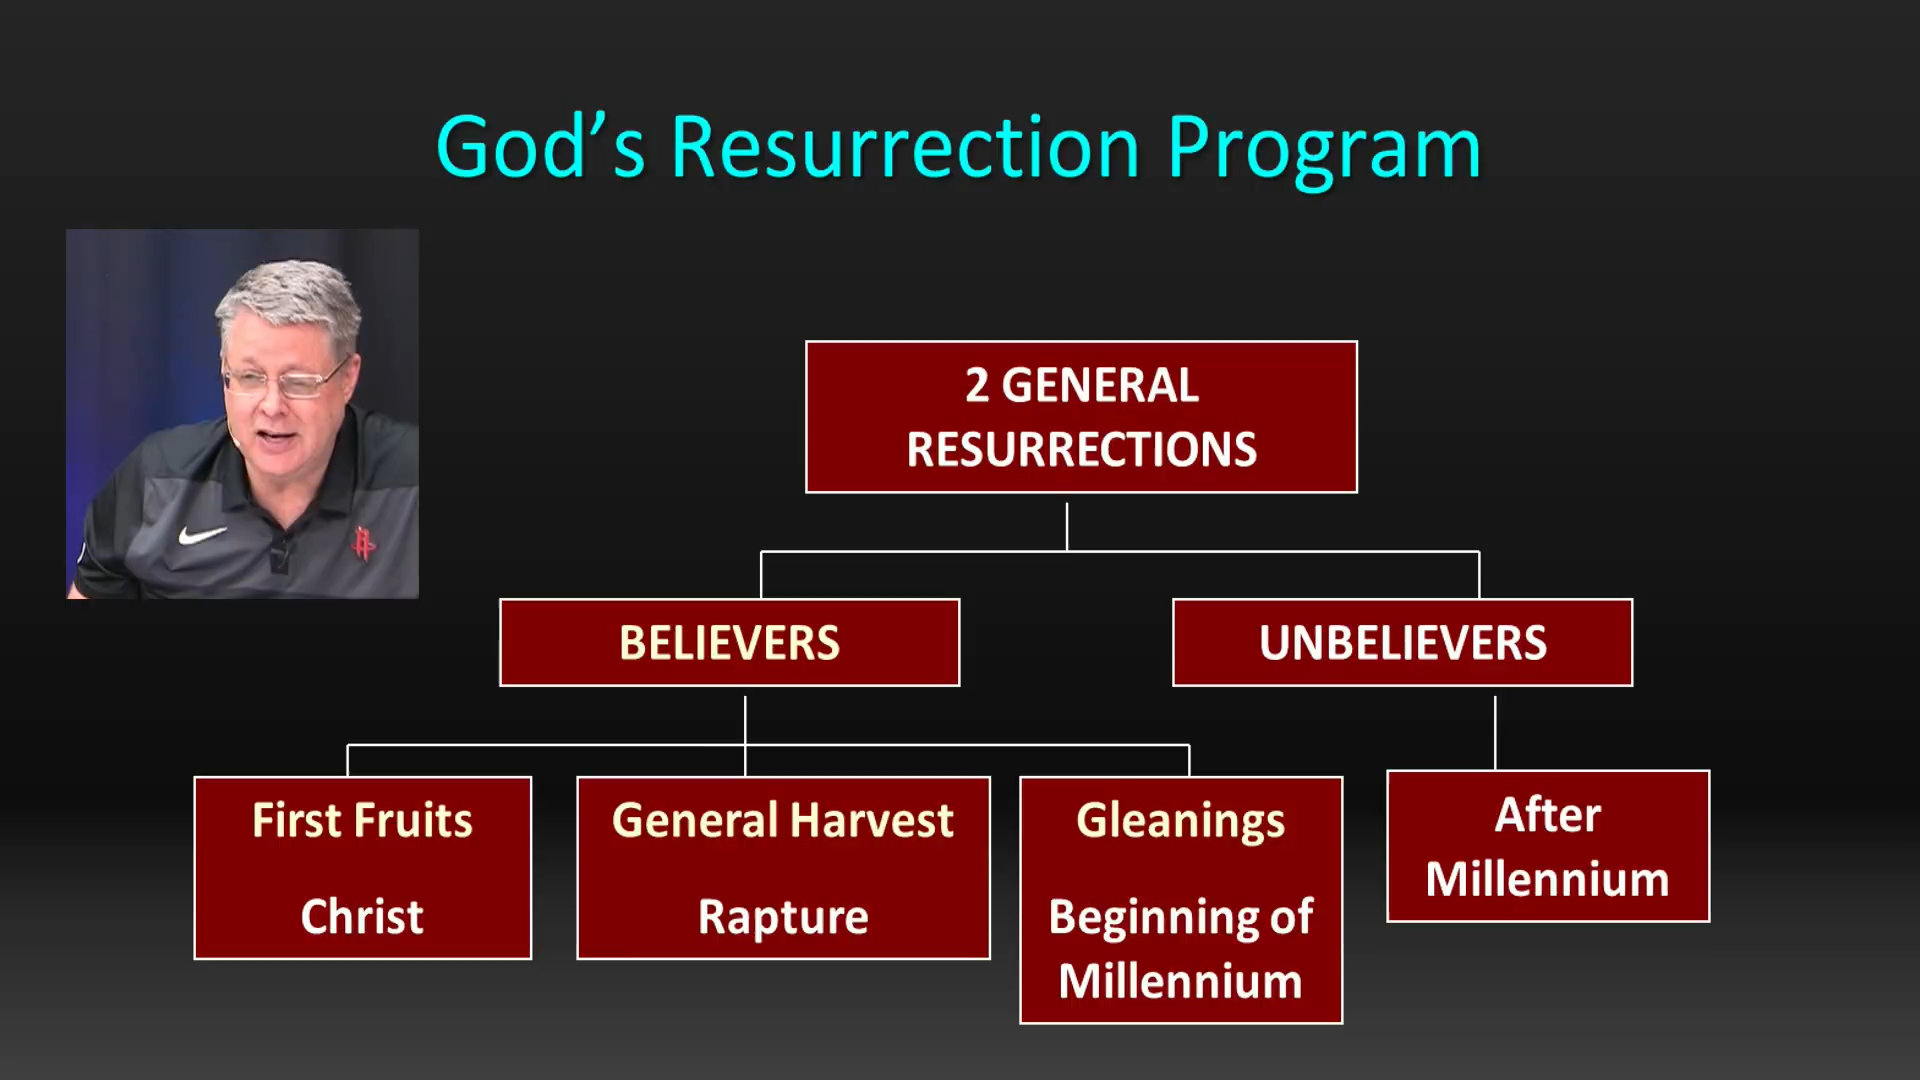 God’s Resurrection Program
2 GENERAL
RESURRECTIONS
BELIEVERS
UNBELIEVERS
First Fruits
Christ
General Harvest
Rapture
Gleanings
Beginning of
Millennium
After
Millennium